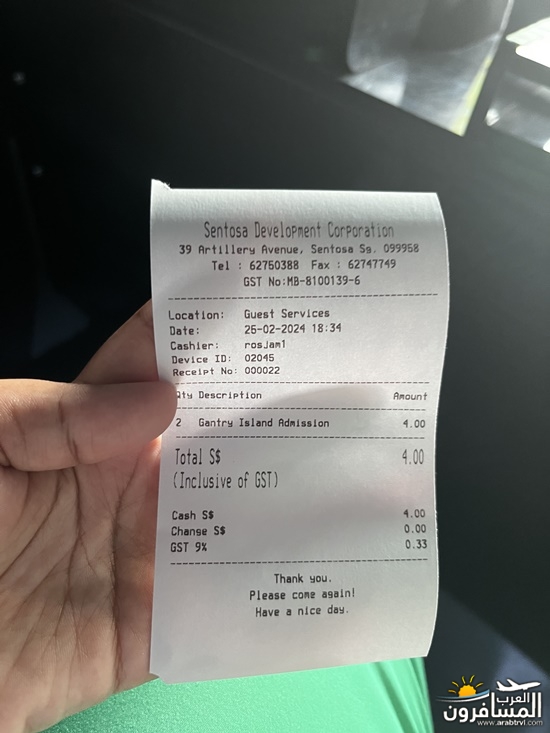 Sentosa Development Corporation
39 Artillery Avenue, Sentosa Sg. 099958
Tel : 62750388 Fax : 62747749
GST No:MB-8100139-6
Location: Guest Services
Date: 26-02-2024 18:34
Cashier: rosJam1
Device ID: 02045
Receipt No: 000022
Qty Description Amount
2 Gantry Island Admission 4.00
Total S$ 4.00
(Inclusive of GST)
Cash S$ 4.00
Change S$ 0.00
GST 9% 0.33
Thank you.
Please come again!
Have a nice day.
العرب
المسافرون
www.arabtrvl.com